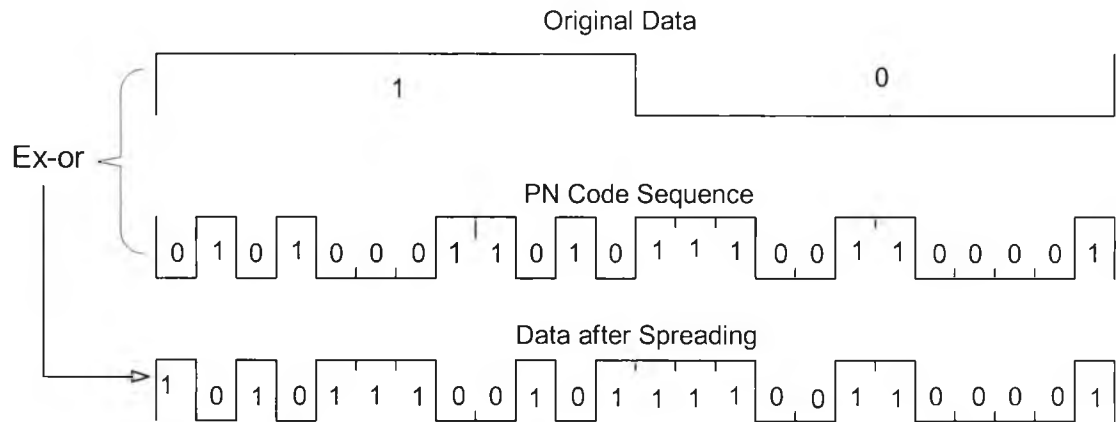 Original Data
1 0
Ex-or
PN Code Sequence
0 1 0 1 0 0 0 1 1 0 1 0 1 1 1 0 0 1 1 0 0 0 0 1
Data after Spreading
1 0 1 0 1 1 1 0 0 1 0 1 1 1 1 0 0 1 1 0 0 0 0 1